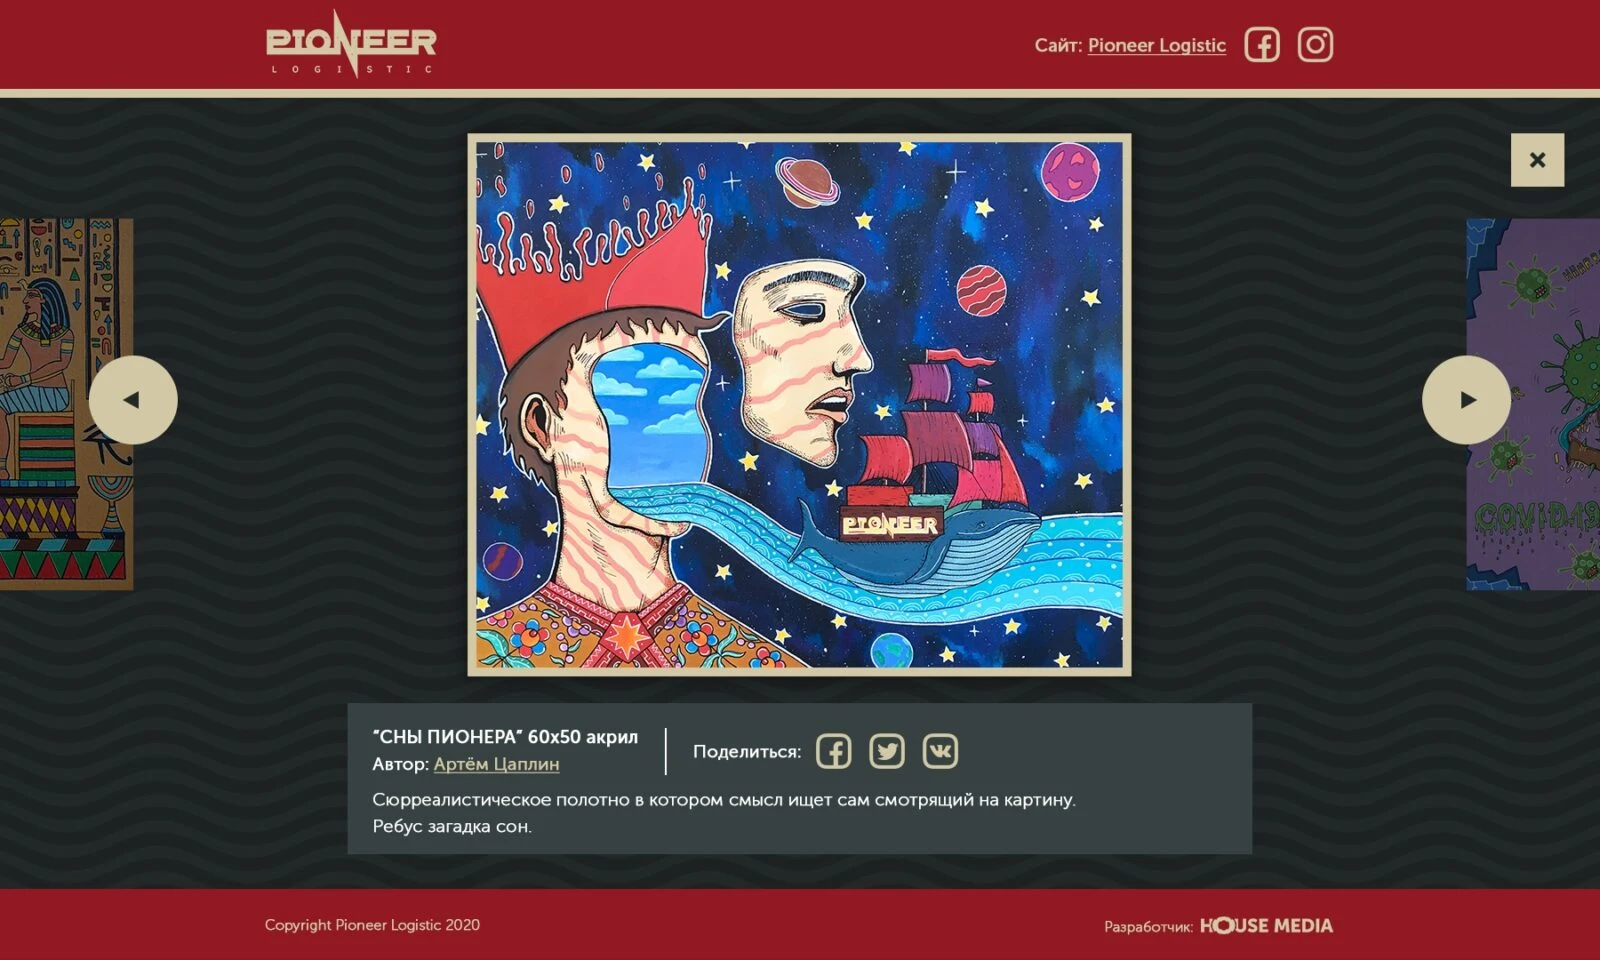 PIONEER
LOGISTIC
Сайт: Pioneer Logistic
PIONEER
COVID19
“СНЫ ПИОНЕРА” 60х50 акрил
Автор: Артём Цаплин
Поделиться:
Сюрреалистическое полотно в котором смысл ищет сам смотрящий на картину.
Ребус загадка сон.
Copyright Pioneer Logistic 2020
Разработчик: HOUSE MEDIA